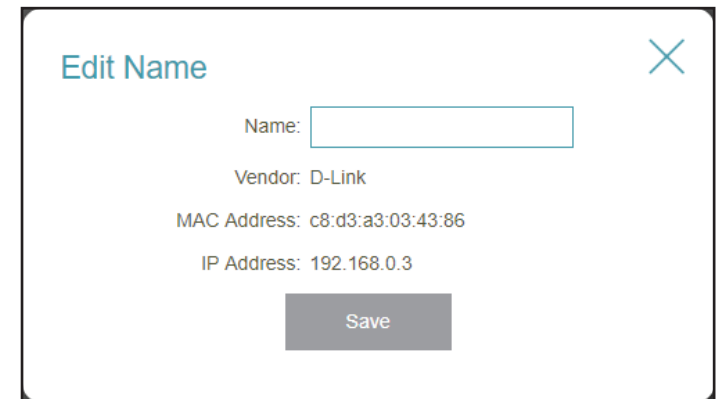 Edit Name
Name:
Vendor: D-Link
MAC Address: c8:d3:a3:03:43:86
IP Address: 192.168.0.3
Save